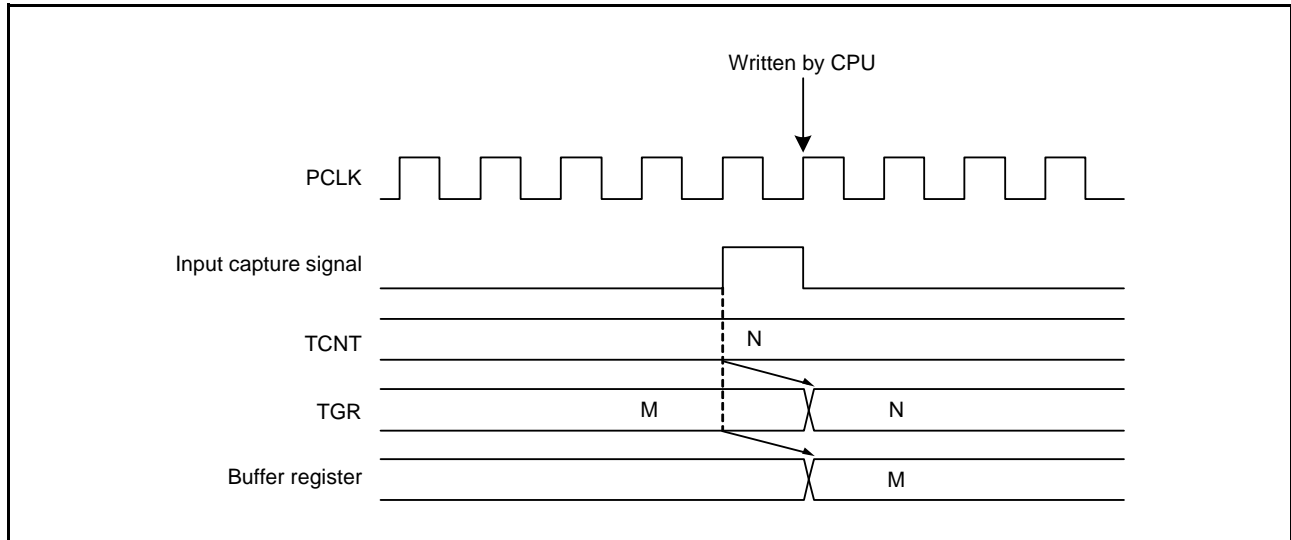 Written by CPU
PCLK
Input capture signal
TCNT
N
TGR
M
N
Buffer register
M